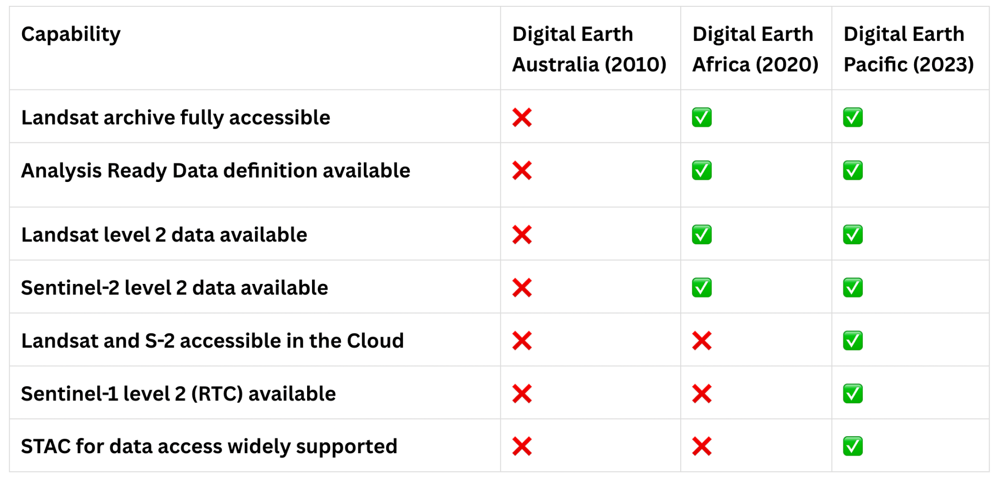 Capability
Digital Earth
Australia (2010)
Digital Earth
Africa (2020)
Digital Earth
Pacific (2023)
Landsat archive fully accessible
Analysis Ready Data definition available
Landsat level 2 data available
Sentinel-2 level 2 data available
Landsat and S-2 accessible in the Cloud
Sentinel-1 level 2 (RTC) available
STAC for data access widely supported